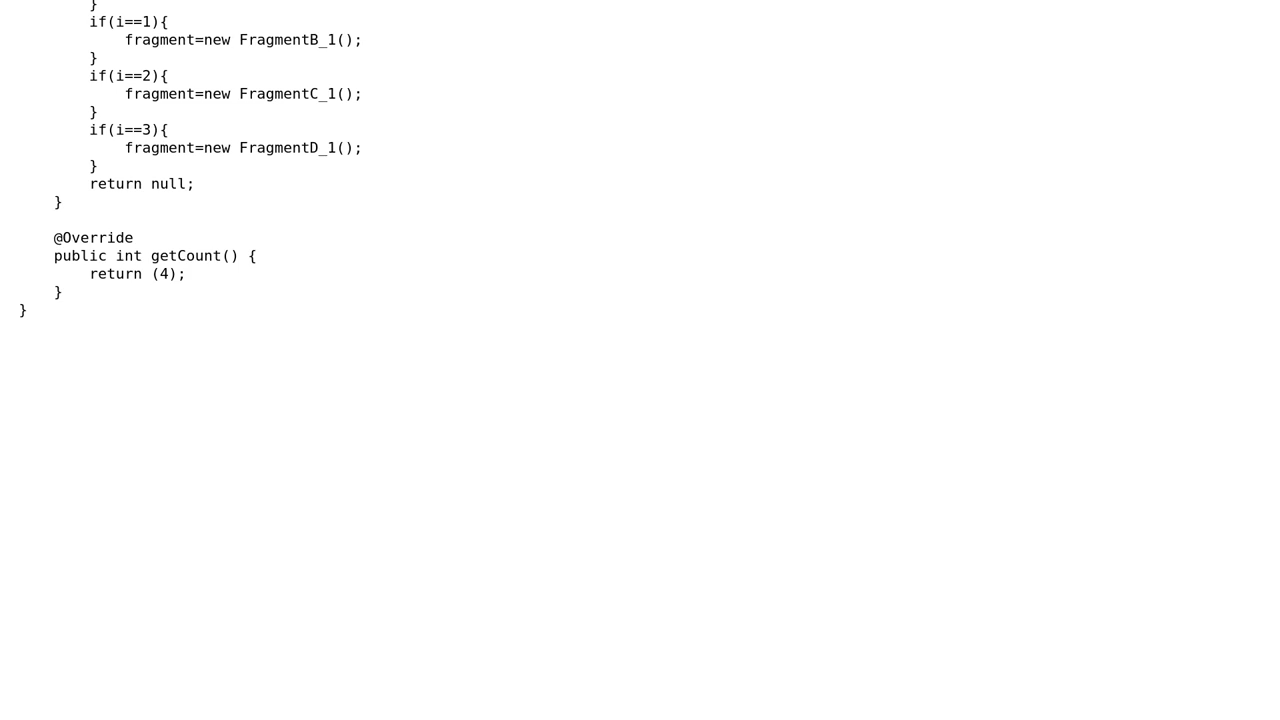 }
        if(i==1){
            fragment=new FragmentB_1();
        }
        if(i==2){
            fragment=new FragmentC_1();
        }
        if(i==3){
            fragment=new FragmentD_1();
        }
        return null;
    }

    @Override
    public int getCount() {
        return (4);
    }
}